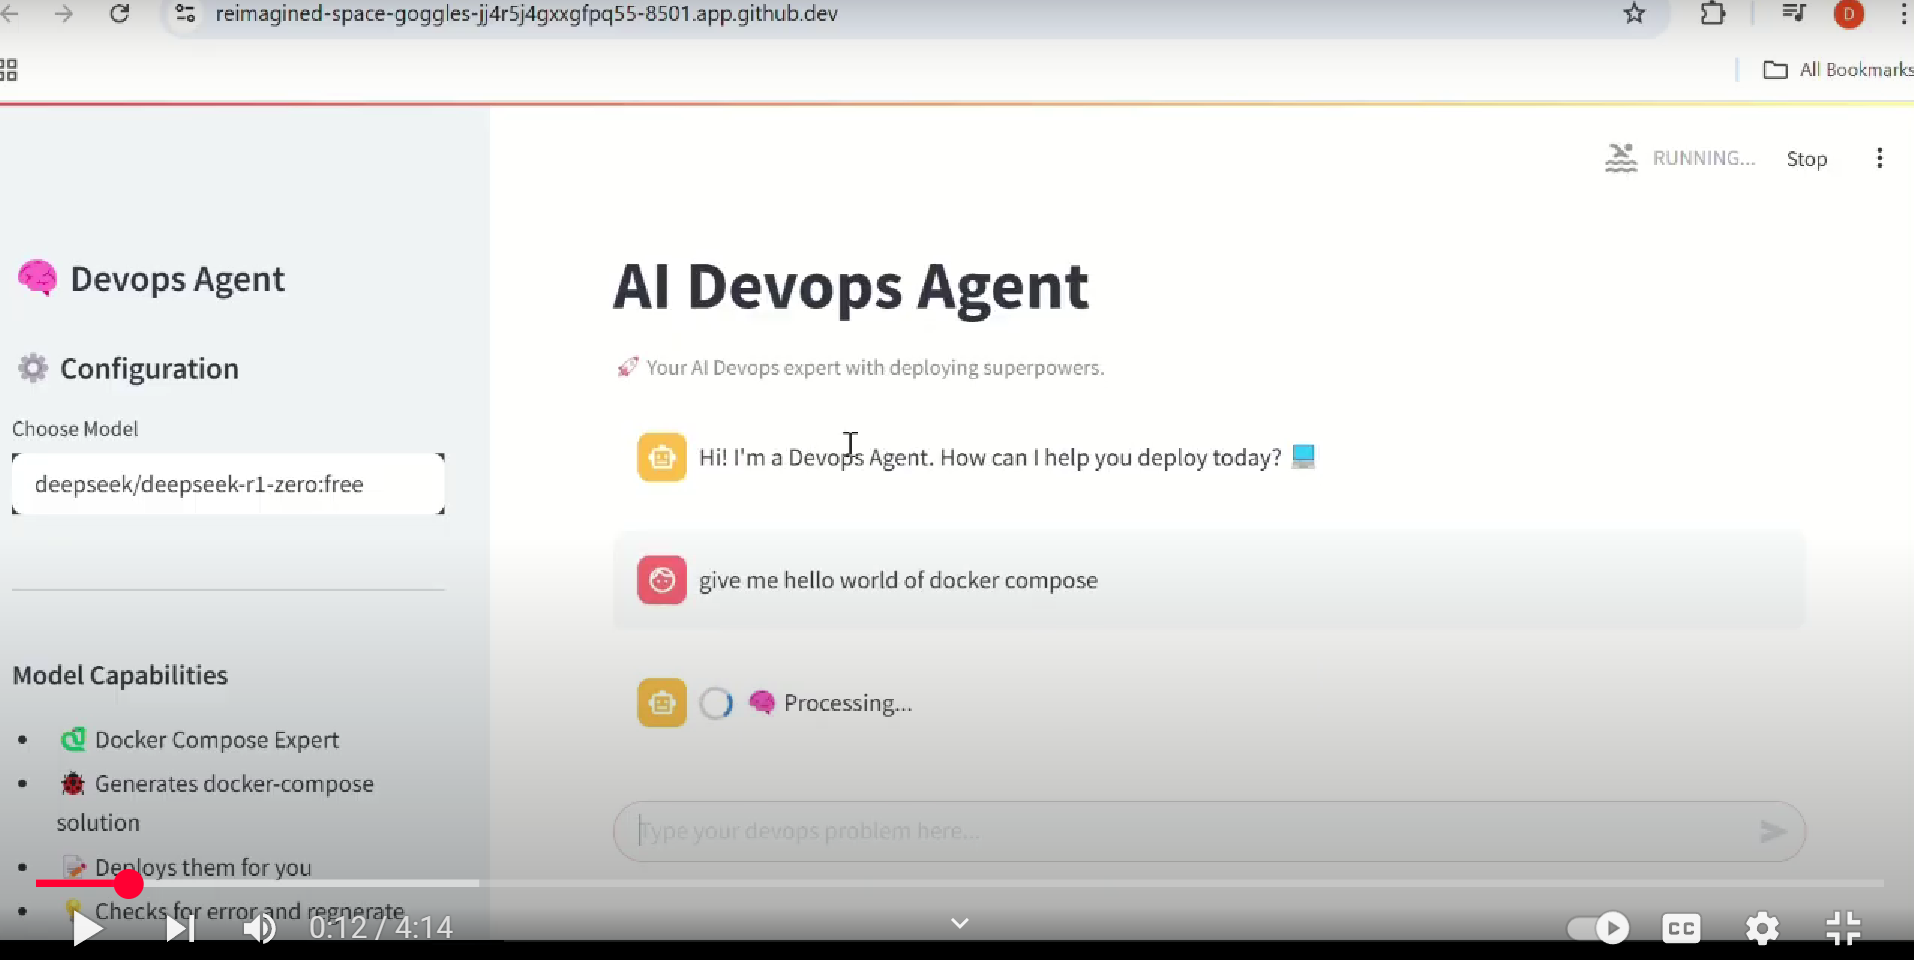 reimagined-space-goggles-jj4r5j4gxxgfpq55-8501.app.github.dev
D
All Bookmarks
RUNNING...
Stop
Devops Agent
Configuration
Choose Model
deepseek/deepseek-r1-zero:free
Model Capabilities
Docker Compose Expert
Generates docker-compose
solution
Deploys them for you
Checks for error and regnerate
AI Devops Agent
Your AI Devops expert with deploying superpowers.
Hi! I'm a Devops Agent. How can I help you deploy today?
give me hello world of docker compose
Processing...
Type your devops problem here...
0:12 / 4:14
CC